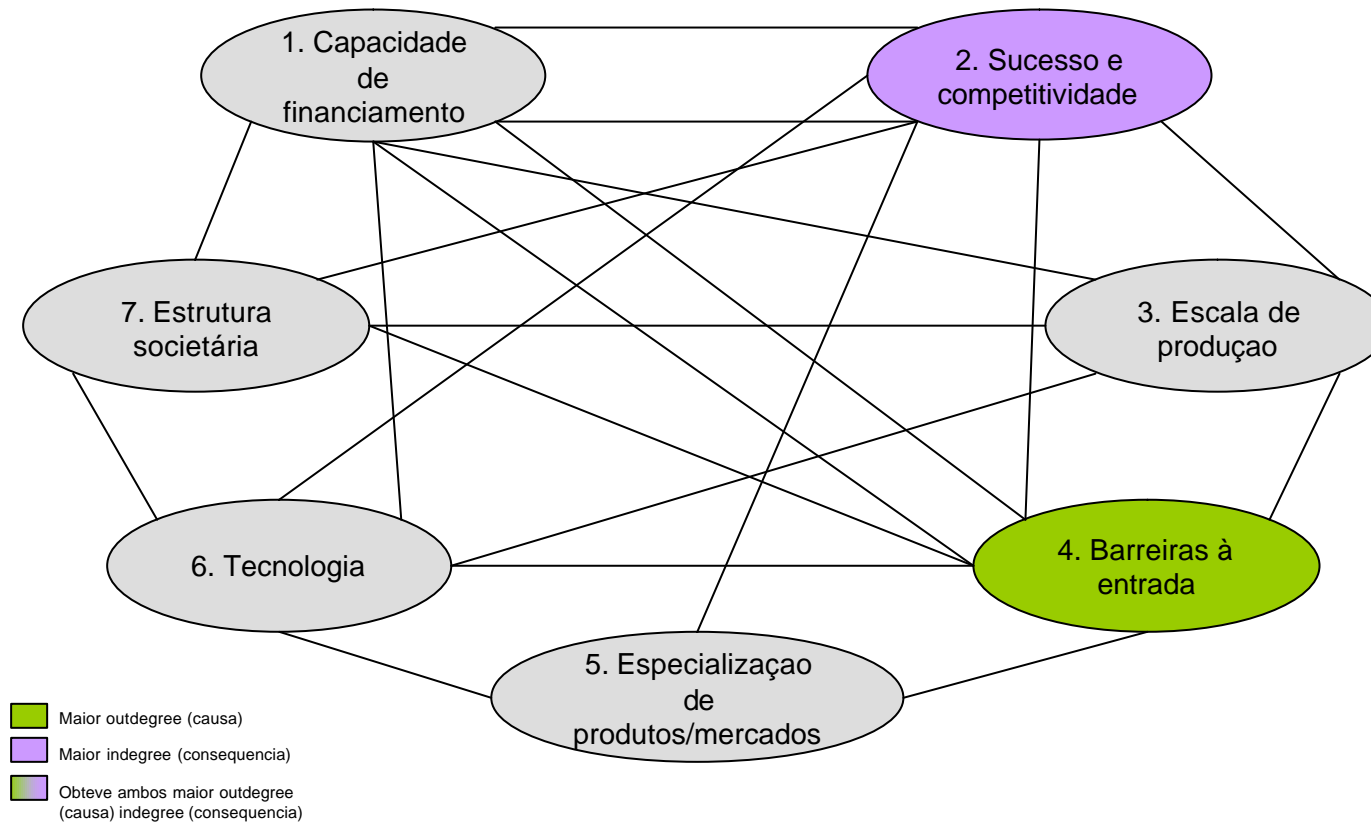 1. Capacidade
de
financiamento
2. Sucesso e
competitividade
7. Estrutura
societária
3. Escala de
produçao
6. Tecnologia
4. Barreiras à
entrada
5. Especializaçao
de
produtos/mercados
Maior outdegree (causa)
Maior indegree (consequencia)
Obteve ambos maior outdegree
(causa) indegree (consequencia)